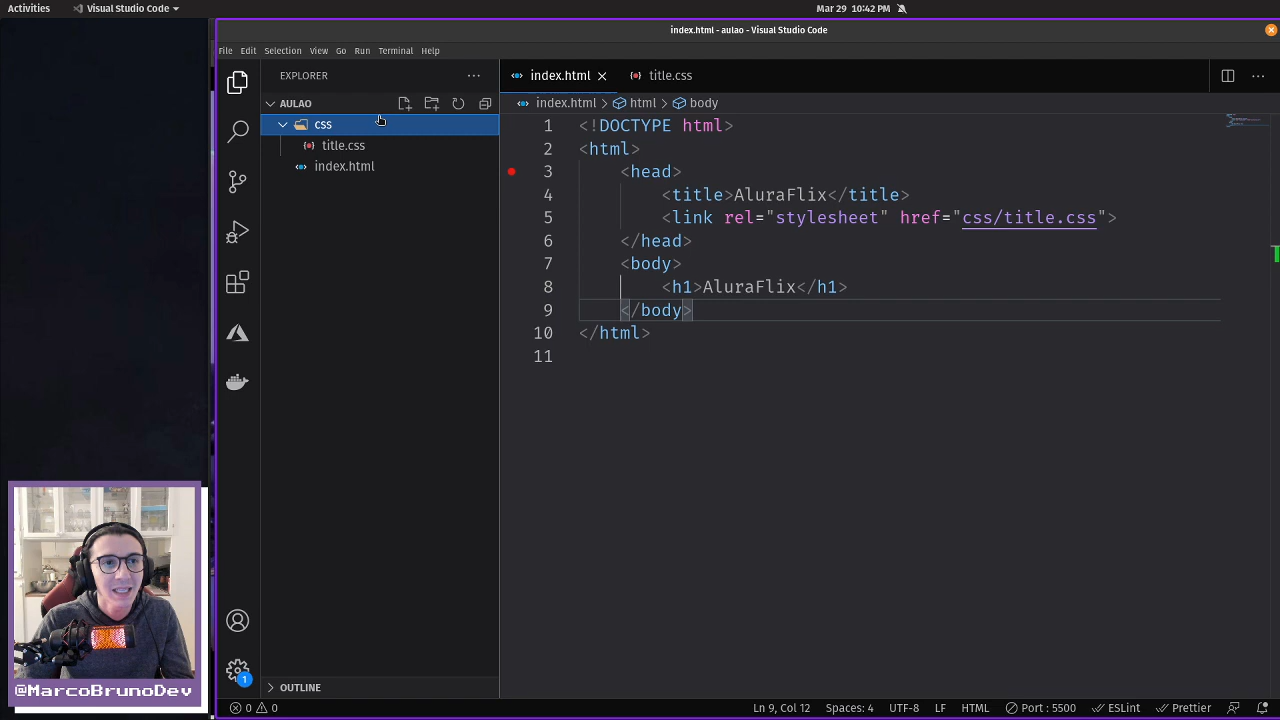 Activities
Visual Studio Code
Mar 29 10:42 PM
index.html - aulao - Visual Studio Code
File Edit Selection View Go Run Terminal Help
EXPLORER
AULAO
css
title.css
index.html
OUTLINE
1
index.html
title.css
index.html > html > body
1 <!DOCTYPE html>
2 <html>
3 <head>
4 <title>AluraFlix</title>
5 <link rel="stylesheet" href="css/title.css">
6 </head>
7 <body>
8 <h1>AluraFlix</h1>
9 </body>
10 </html>
11
@MarcoBrunoDev
0 0 Ln 9, Col 12 Spaces: 4 UTF-8 LF HTML Port : 5500 ESLint Prettier